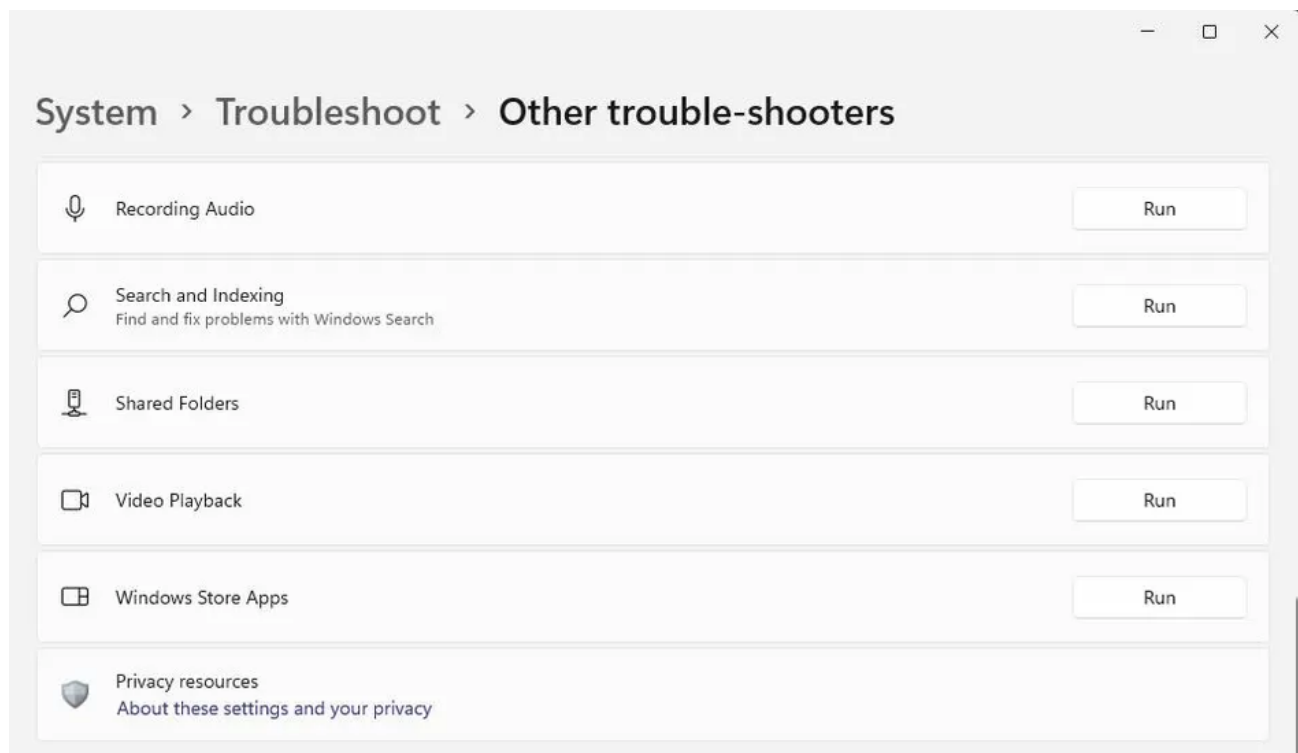 System > Troubleshoot > Other trouble-shooters
Recording Audio
Run
Search and Indexing
Find and fix problems with Windows Search
Run
Shared Folders
Run
Video Playback
Run
Windows Store Apps
Run
Privacy resources
About these settings and your privacy